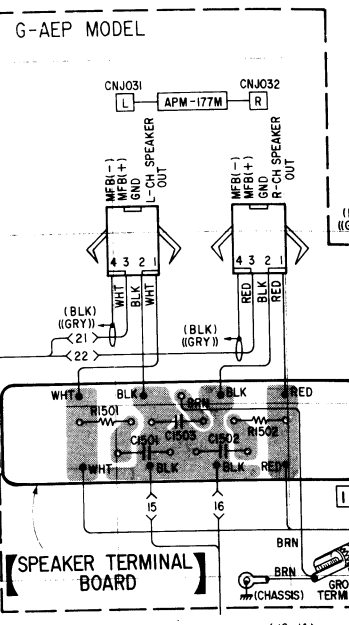 G-AEP MODEL
CNJ031
CNJ032
L
APM-177M
R
MFB(-)
MFB(+)
GND
L-CH SPEAKER
OUT
MFB(-)
MFB(+)
GND
R-CH SPEAKER
OUT
4 3 2 1
4 3 2 1
WHT
BLK
WHT
RED
BLK
RED
(BLK)
((GRY))
(BLK)
((GRY))
21
22
WHT
BLK
BRN
BLK
RED
R1501
C1503
R1502
C1501
C1502
WHT
BLK
BLK
RED
15
16
SPEAKER TERMINAL
BOARD
BRN
BRN
(CHASSIS)
GRO
TERMI